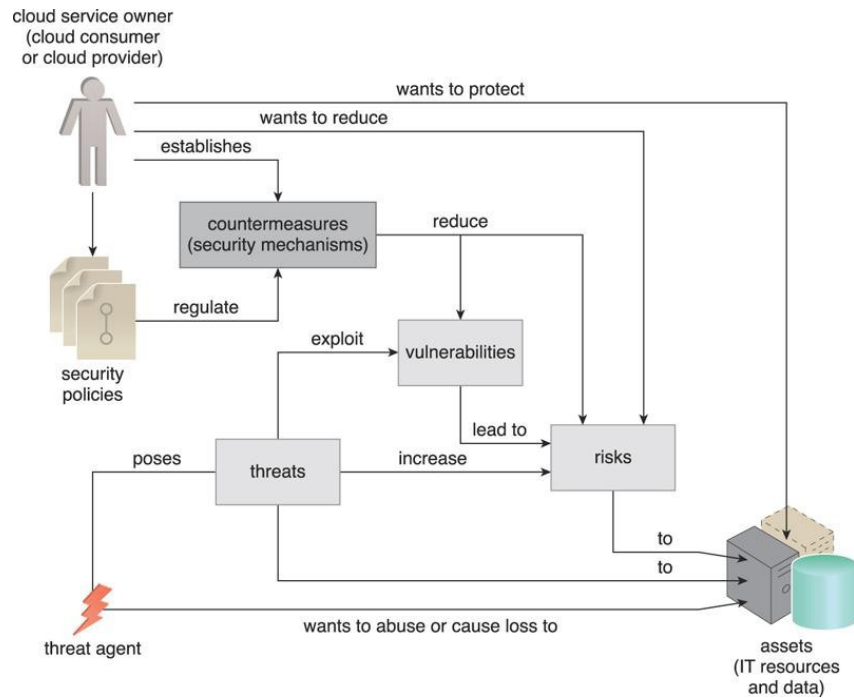 cloud service owner
(cloud consumer
or cloud provider)
wants to protect
wants to reduce
establishes
countermeasures
(security mechanisms)
reduce
regulate
security
policies
exploit
vulnerabilities
lead to
poses
threats
increase
risks
to
to
threat agent
wants to abuse or cause loss to
assets
(IT resources
and data)